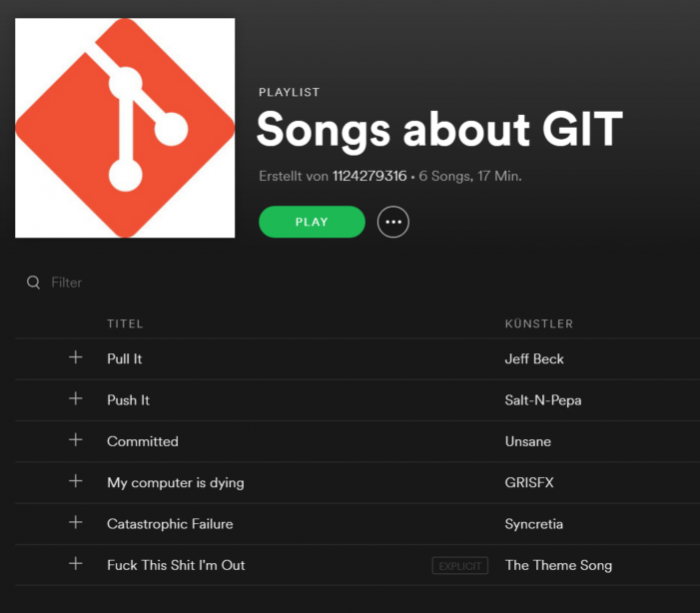 PLAYLIST
Songs about GIT
Erstellt von 1124279316 • 6 Songs, 17 Min.
PLAY
Filter
TITEL KÜNSTLER
Pull It Jeff Beck
Push It Salt-N-Pepa
Committed Unsane
My computer is dying GRISFX
Catastrophic Failure Syncretia
Fuck This Shit I'm Out EXPLICIT The Theme Song